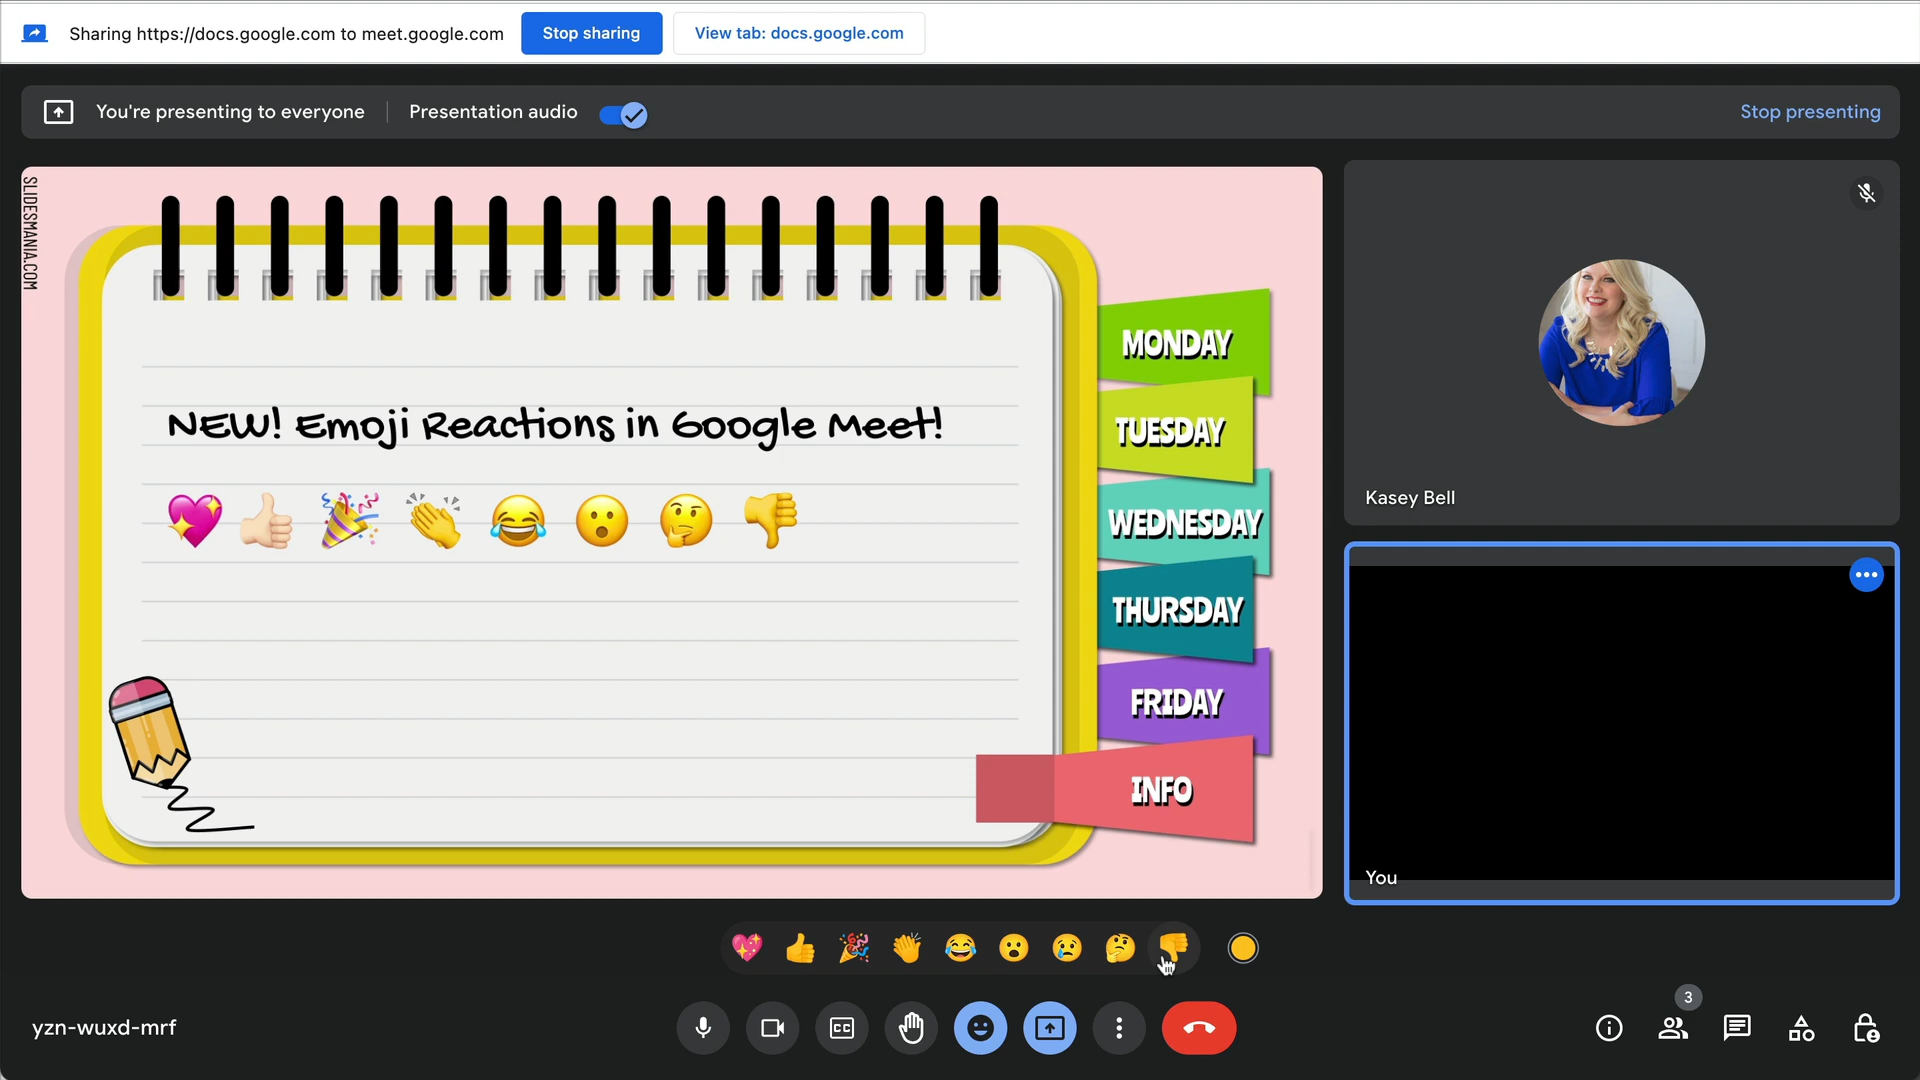 Sharing https://docs.google.com to meet.google.com
Stop sharing
View tab: docs.google.com
You're presenting to everyone
Presentation audio
Stop presenting
SLIDESMANIA.COM
NEW! Emoji Reactions in Google Meet!
MONDAY
TUESDAY
WEDNESDAY
THURSDAY
FRIDAY
INFO
Kasey Bell
You
yzn-wuxd-mrf
CC
3